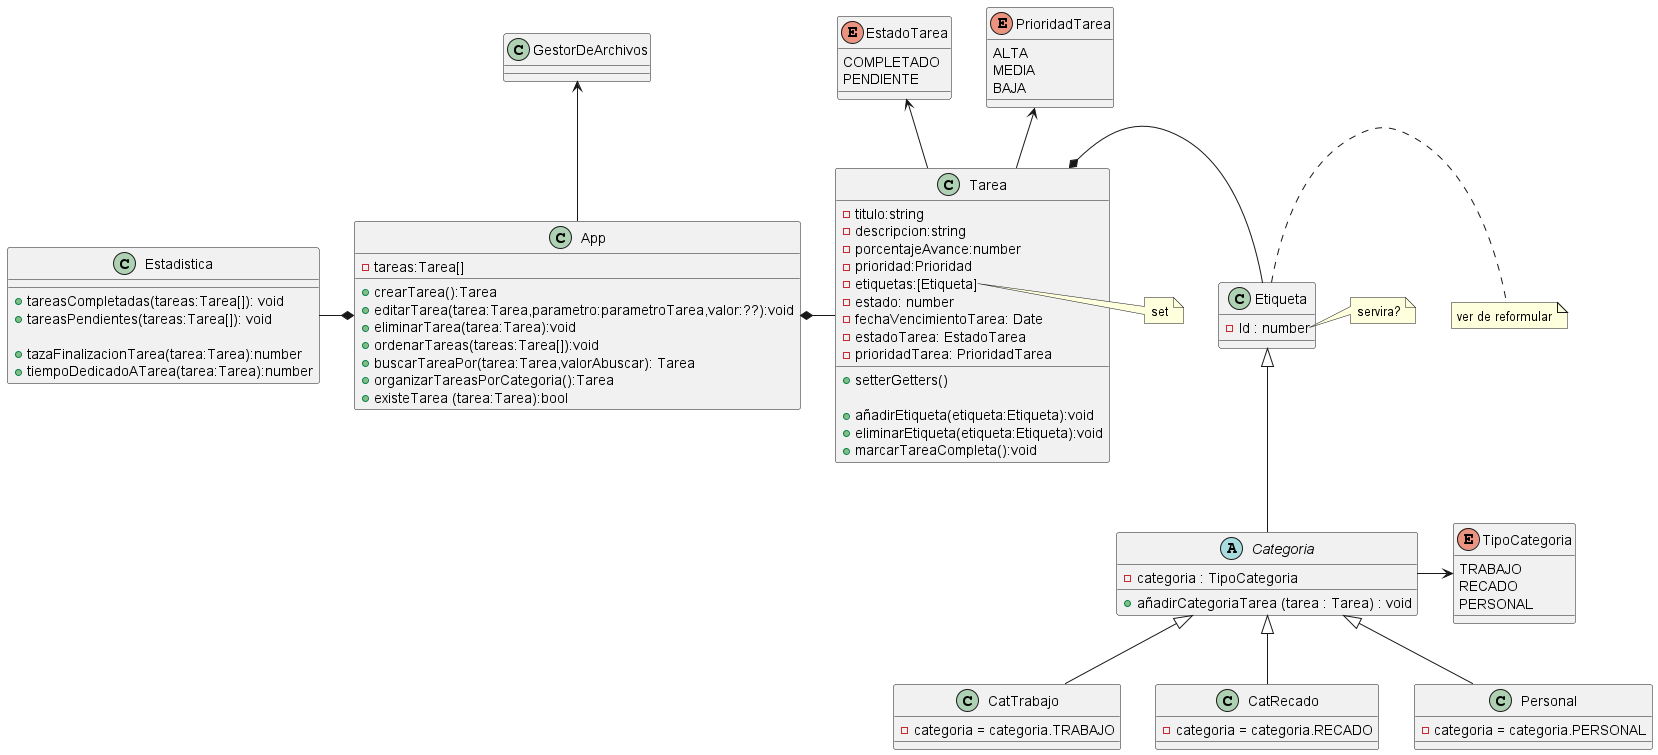 E EstadoTarea
COMPLETADO
PENDIENTE
E PrioridadTarea
ALTA
MEDIA
BAJA
C GestorDeArchivos
C Estadistica
tareasCompletadas(tareas:Tarea[]): void
tareasPendientes(tareas:Tarea[]): void
tazaFinalizacionTarea(tarea:Tarea):number
tiempoDedicadoATarea(tarea:Tarea):number
C App
tareas:Tarea[]
crearTarea():Tarea
editarTarea(tarea:Tarea,parametro:parametroTarea,valor:??):void
eliminarTarea(tarea:Tarea):void
ordenarTareas(tareas:Tarea[]):void
buscarTareaPor(tarea:Tarea,valorAbuscar): Tarea
organizarTareasPorCategoria():Tarea
existeTarea (tarea:Tarea):bool
C Tarea
titulo:string
descripcion:string
porcentajeAvance:number
prioridad:Prioridad
etiquetas:[Etiqueta]
estado: number
fechaVencimientoTarea: Date
estadoTarea: EstadoTarea
prioridadTarea: PrioridadTarea
setterGetters()
añadirEtiqueta(etiqueta:Etiqueta):void
eliminarEtiqueta(etiqueta:Etiqueta):void
marcarTareaCompleta():void
set
C Etiqueta
Id : number
servira?
ver de reformular
A Categoria
categoria : TipoCategoria
añadirCategoriaTarea (tarea : Tarea) : void
E TipoCategoria
TRABAJO
RECADO
PERSONAL
C CatTrabajo
categoria = categoria.TRABAJO
C CatRecado
categoria = categoria.RECADO
C Personal
categoria = categoria.PERSONAL